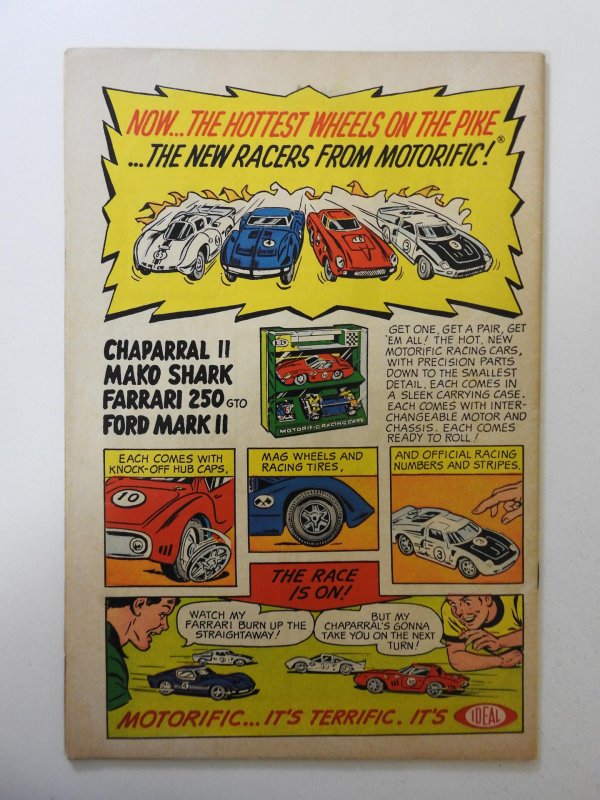 NOW...THE HOTTEST WHEELS ON THE PIKE
...THE NEW RACERS FROM MOTORIFIC!®
CHAPARRAL II
MAKO SHARK
FARRARI 250 GTO
FORD MARK II
MOTORIFIC RACING CASE
GET ONE, GET A PAIR, GET
'EM ALL! THE HOT, NEW
MOTORIFIC RACING CARS,
WITH PRECISION PARTS
DOWN TO THE SMALLEST
DETAIL. EACH COMES IN
A SLEEK CARRYING CASE.
EACH COMES WITH INTER-
CHANGEABLE MOTOR AND
CHASSIS. EACH COMES
READY TO ROLL!
EACH COMES WITH
KNOCK-OFF HUB CAPS,
10
MAG WHEELS AND
RACING TIRES,
AND OFFICIAL RACING
NUMBERS AND STRIPES.
3
THE RACE
IS ON!
WATCH MY
FARRARI BURN UP THE
STRAIGHTAWAY!
BUT MY
CHAPARRAL'S GONNA
TAKE YOU ON THE NEXT
TURN!
MOTORIFIC... IT'S TERRIFIC. IT'S IDEAL